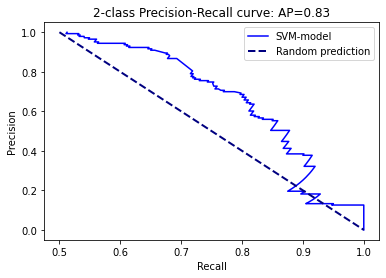 2-class Precision-Recall curve: AP=0.83
SVM-model
Random prediction
Precision
1.0
0.8
0.6
0.4
0.2
0.0
0.5 0.6 0.7 0.8 0.9 1.0
Recall